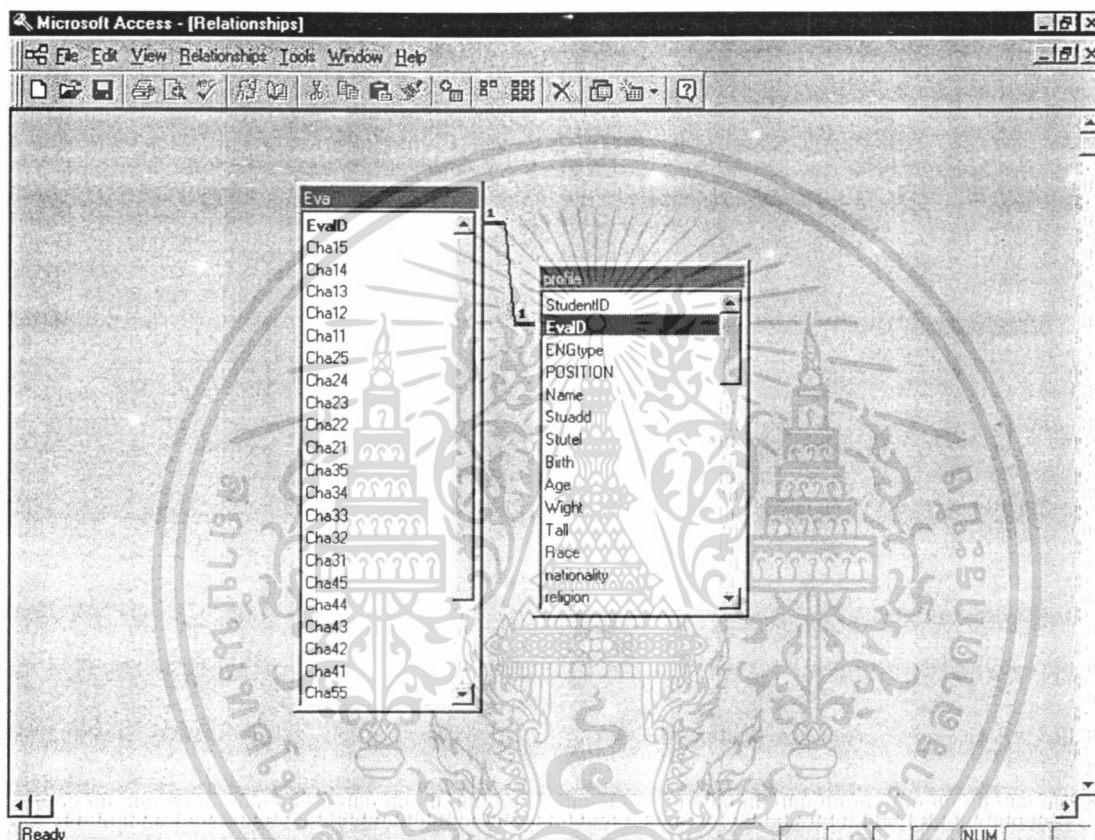 Microsoft Access - [Relationships]
File Edit View Relationships Tools Window Help
Eva
EvalD
Cha15
Cha14
Cha13
Cha12
Cha11
Cha25
Cha24
Cha23
Cha22
Cha21
Cha35
Cha34
Cha33
Cha32
Cha31
Cha45
Cha44
Cha43
Cha42
Cha41
Cha55
1
1
profile
StudentID
EvalD
ENGtype
POSITION
Name
Stuadd
Stutel
Birth
Age
Wight
Tall
Race
nationality
religion
Ready
NUM